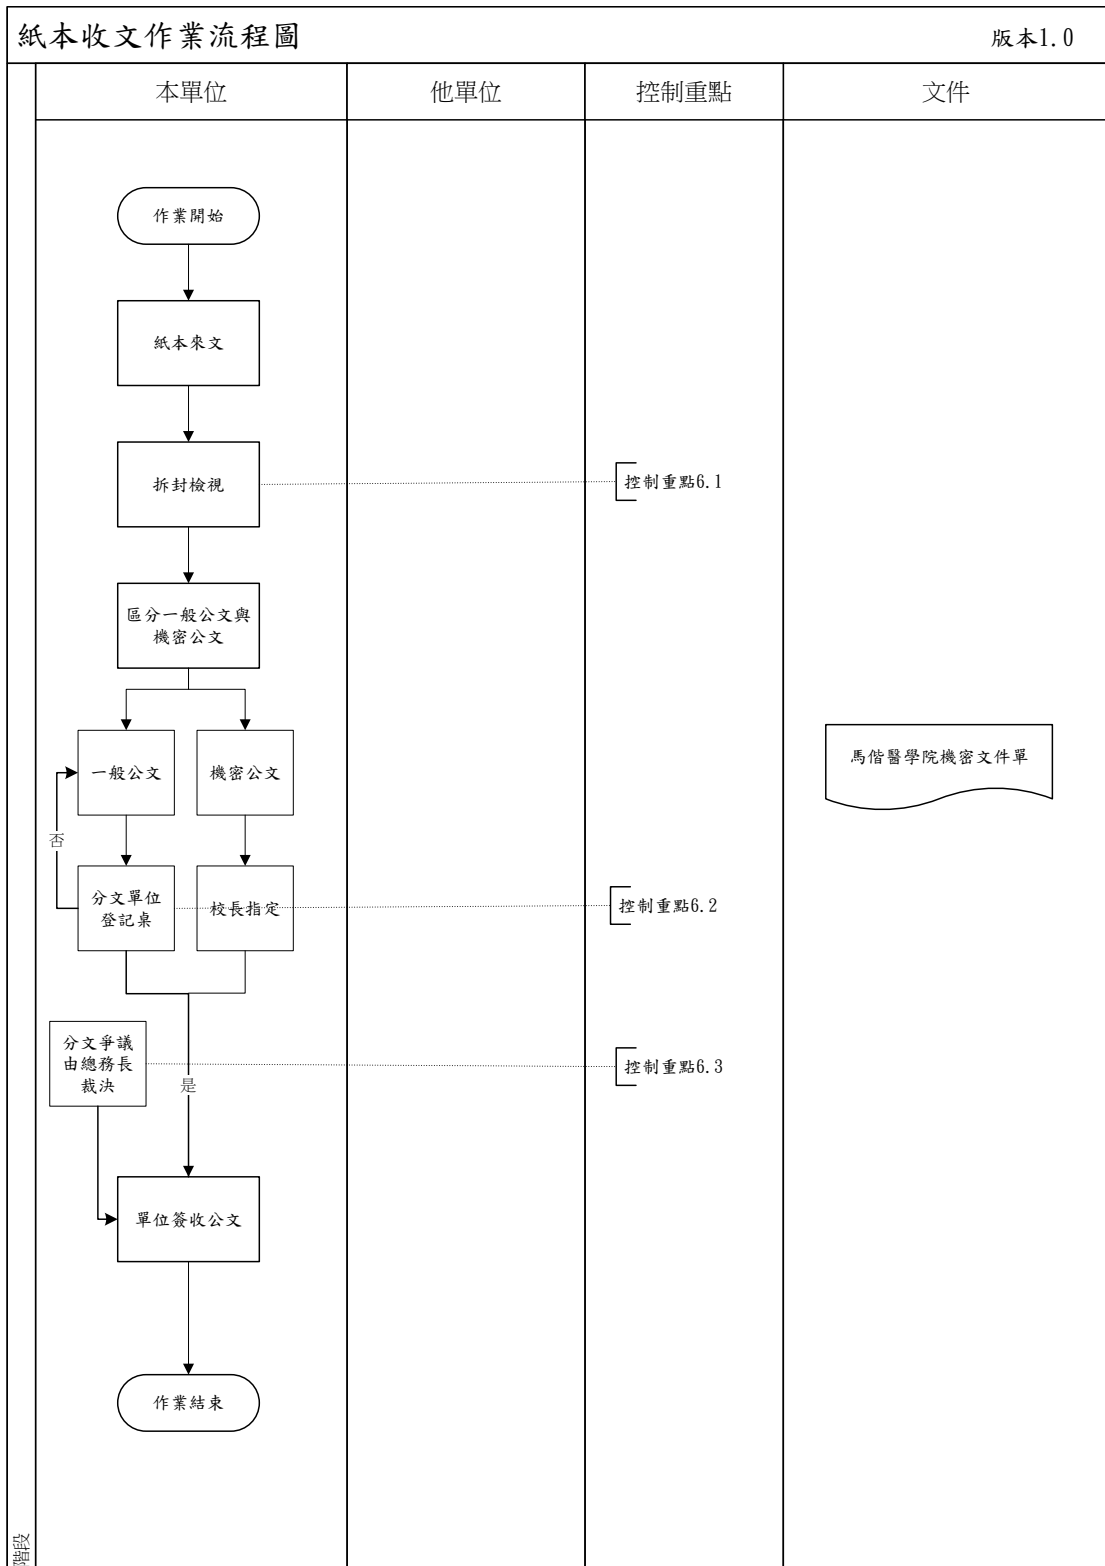 紙本收文作業流程圖
版本1.0
本單位
他單位
控制重點
文件
作業開始
紙本來文
拆封檢視
控制重點6.1
區分一般公文與
機密公文
一般公文
機密公文
馬偕醫學院機密文件單
否
分文單位
登記桌
校長指定
控制重點6.2
分文爭議
由總務長
裁決
控制重點6.3
是
單位簽收公文
作業結束
階段